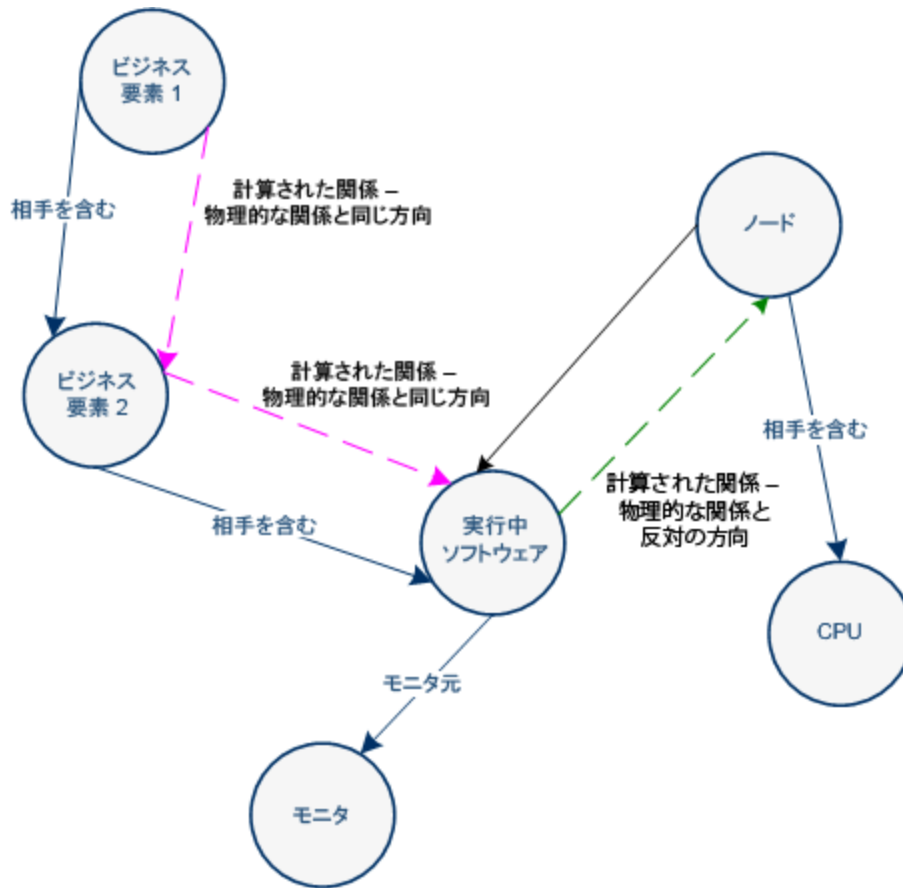 ビジネス
要素 1
相手を含む
計算された関係 –
物理的な関係と同じ方向
ノード
ビジネス
要素 2
計算された関係 –
物理的な関係と同じ方向
相手を含む
計算された関係 –
物理的な関係と
反対の方向
相手を含む
実行中
ソフトウェア
CPU
モニタ元
モニタ